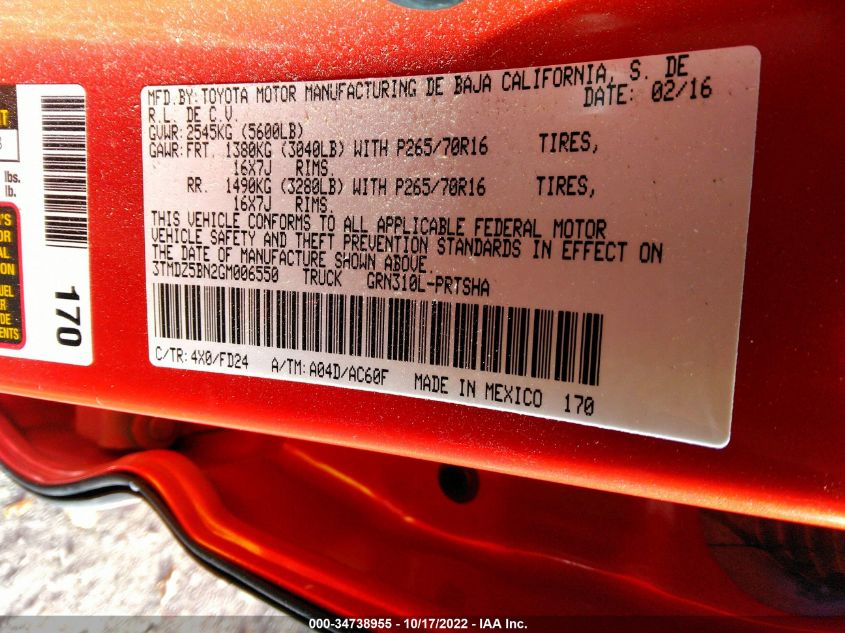 MFD.BY: TOYOTA MOTOR MANUFACTURING DE BAJA CALIFORNIA, S. DE
R.L. DE C.V. DATE: 02/16
GVWR: 2545KG (5600LB)
GAWR: FRT. 1380KG (3040LB) WITH P265/70R16 TIRES,
16X7J RIMS.
RR. 1490KG (3280LB) WITH P265/70R16 TIRES,
16X7J RIMS.
THIS VEHICLE CONFORMS TO ALL APPLICABLE FEDERAL MOTOR
VEHICLE SAFETY AND THEFT PREVENTION STANDARDS IN EFFECT ON
THE DATE OF MANUFACTURE SHOWN ABOVE.
3TMDZ5BN2GM006550 TRUCK GRN310L-PRTSHA
C/TR: 4X0/FD24 A/TM: A04D/AC60F MADE IN MEXICO 170
lbs.
lb.
170
000-34738955 - 10/17/2022 - IAA Inc.